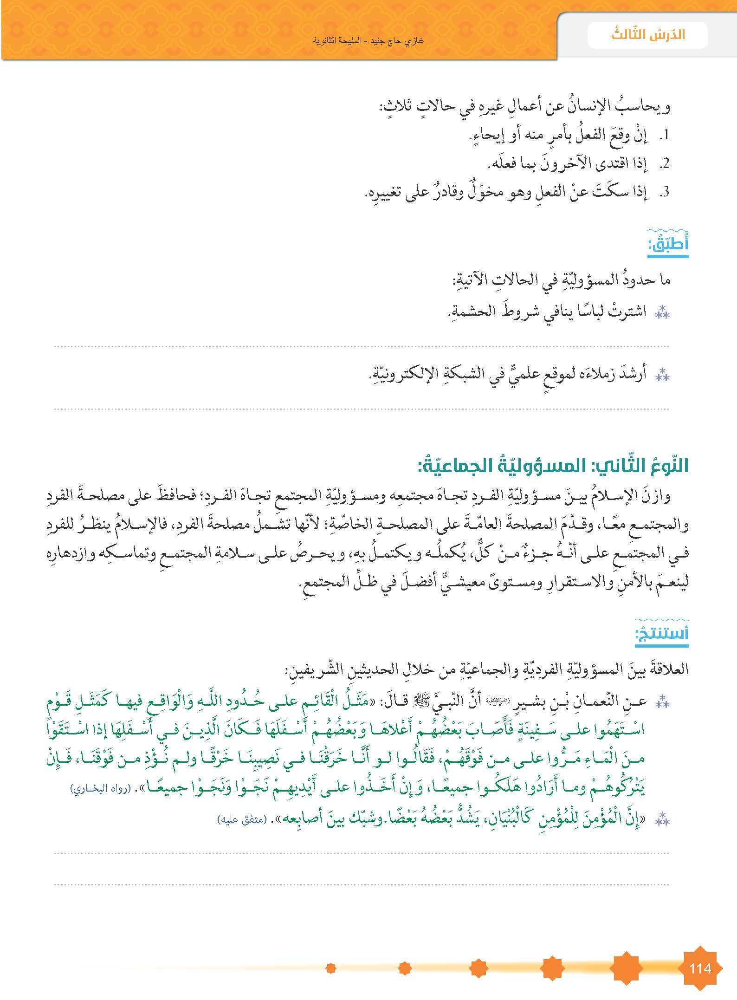 الدّرسُ الثّالثُ
غازي حاج جنيد - المليحة الثانوية
ويحاسبُ الإنسانُ عن أعمالِ غيرِهِ في حالاتٍ ثلاثٍ:
1. إنْ وقعَ الفعلُ بأمرٍ منه أو إيحاءٍ.
2. إذا اقتدى الآخرونَ بما فعلَه.
3. إذا سكَتَ عنْ الفعلِ وهو مخوّلٌ وقادرٌ على تغييرِه.
أُطبّقُ:
ما حدودُ المسؤوليّةِ في الحالاتِ الآتيةِ:
⁂ اشترتْ لباسًا ينافي شروطَ الحشمةِ.
⁂ أرشدَ زملاءَه لموقعٍ علميٍّ في الشبكةِ الإلكترونيّةِ.
النّوعُ الثّاني: المسؤوليّةُ الجماعيّةُ:
وازنَ الإسلامُ بينَ مسؤوليّةِ الفردِ تجاهَ مجتمعِه ومسؤوليّةِ المجتمعِ تجاهَ الفردِ؛ فحافظَ على مصلحةَ الفردِ
والمجتمعِ معًا، وقدّمَ المصلحةَ العامّةَ على المصلحةِ الخاصّةِ؛ لأنّها تشملُ مصلحةَ الفردِ، فالإسلامُ ينظرُ للفردِ
في المجتمعِ على أنّهُ جزءٌ منْ كلٍّ، يُكملُه ويكتملُ بهِ، ويحرصُ على سلامةِ المجتمعِ وتماسكِه وازدهارِه
لينعمَ بالأمنِ والاستقرارِ ومستوىً معيشيٍّ أفضلَ في ظلِّ المجتمعِ.
أستنتجُ:
العلاقةَ بينَ المسؤوليّةِ الفرديّةِ والجماعيّةِ من خلالِ الحديثينِ الشّريفينِ:
⁂ عنِ النّعمانِ بْنِ بشيرٍ رضي الله عنه أنَّ النّبيَّ ﷺ قالَ: «مَثَلُ الْقَائِمِ على حُدُودِ اللَّهِ وَالْوَاقِعِ فيها كَمَثَلِ قَوْمٍ
اسْتَهَمُوا على سَفِينَةٍ فَأَصَابَ بَعْضُهُمْ أَعْلاهَا وَبَعْضُهُمْ أَسْفَلَهَا فَكَانَ الَّذِينَ في أَسْفَلِهَا إذا اسْتَقَوْا
منَ الْمَاءِ مَرُّوا على من فَوْقَهُمْ، فَقَالُوا لو أَنَّا خَرَقْنَا في نَصِيبِنَا خَرْقًا ولم نُؤْذِ من فَوْقَنَا، فَإِنْ
يَتْرُكُوهُمْ وما أَرَادُوا هَلَكُوا جميعًا، وَإِنْ أَخَذُوا على أَيْدِيهِمْ نَجَوْا وَنَجَوْا جميعًا». (رواه البخاري)
⁂ «إِنَّ الْمُؤْمِنَ لِلْمُؤْمِنِ كَالْبُنْيَانِ، يَشُدُّ بَعْضُهُ بَعْضًا.وشبّك بينَ أصابِعه». (متفق عليه)
114